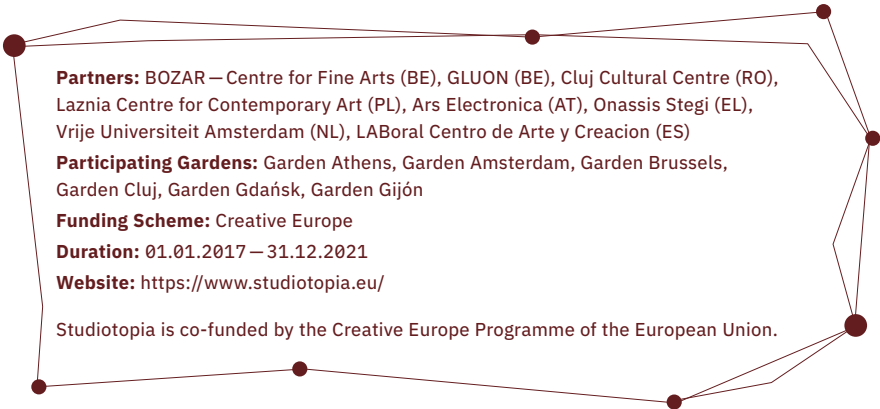 Partners: BOZAR — Centre for Fine Arts (BE), GLUON (BE), Cluj Cultural Centre (RO),
Laznia Centre for Contemporary Art (PL), Ars Electronica (AT), Onassis Stegi (EL),
Vrije Universiteit Amsterdam (NL), LABoral Centro de Arte y Creacion (ES)
Participating Gardens: Garden Athens, Garden Amsterdam, Garden Brussels,
Garden Cluj, Garden Gdańsk, Garden Gijón
Funding Scheme: Creative Europe
Duration: 01.01.2017 — 31.12.2021
Website: https://www.studiotopia.eu/
Studiotopia is co-funded by the Creative Europe Programme of the European Union.